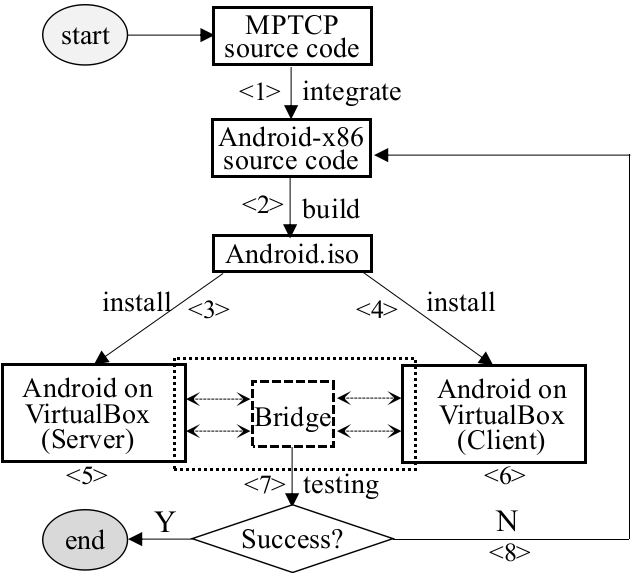 start
MPTCP
source code
<1> integrate
Android-x86
source code
<2> build
Android.iso
install <3>
<4> install
Android on
VirtualBox
(Server)
<5>
Bridge
Android on
VirtualBox
(Client)
<6>
<7> testing
Success?
Y
end
N
<8>